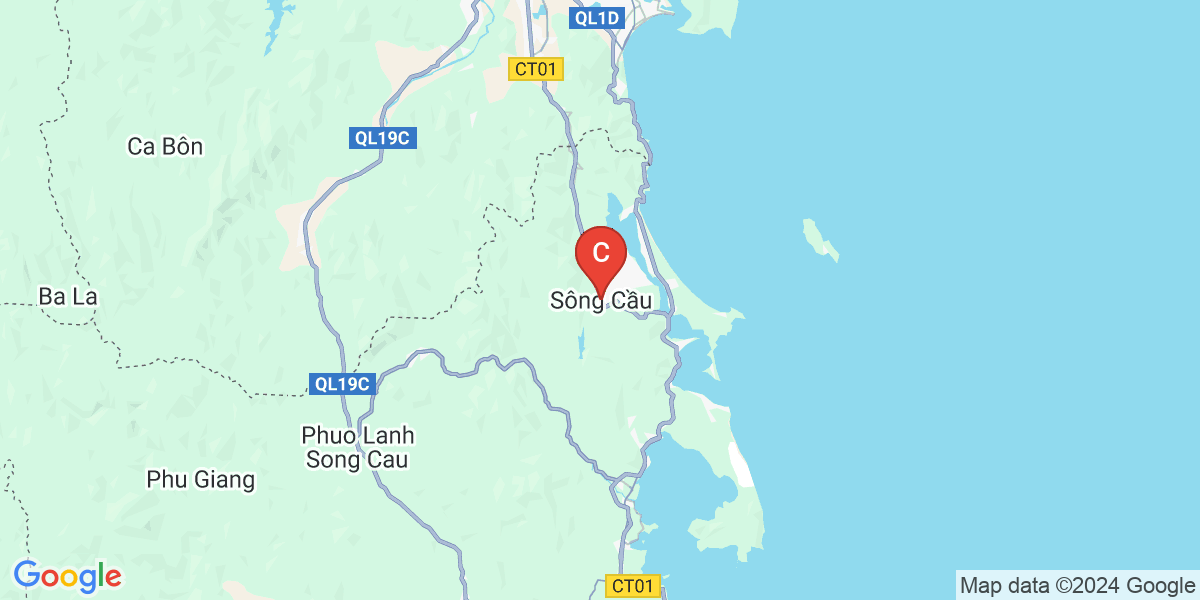 QL1D
CT01
QL19C
Ca Bôn
C
Ba La
Sông Cầu
QL19C
Phuo Lanh
Song Cau
Phu Giang
Google
CT01
Map data ©2024 Google